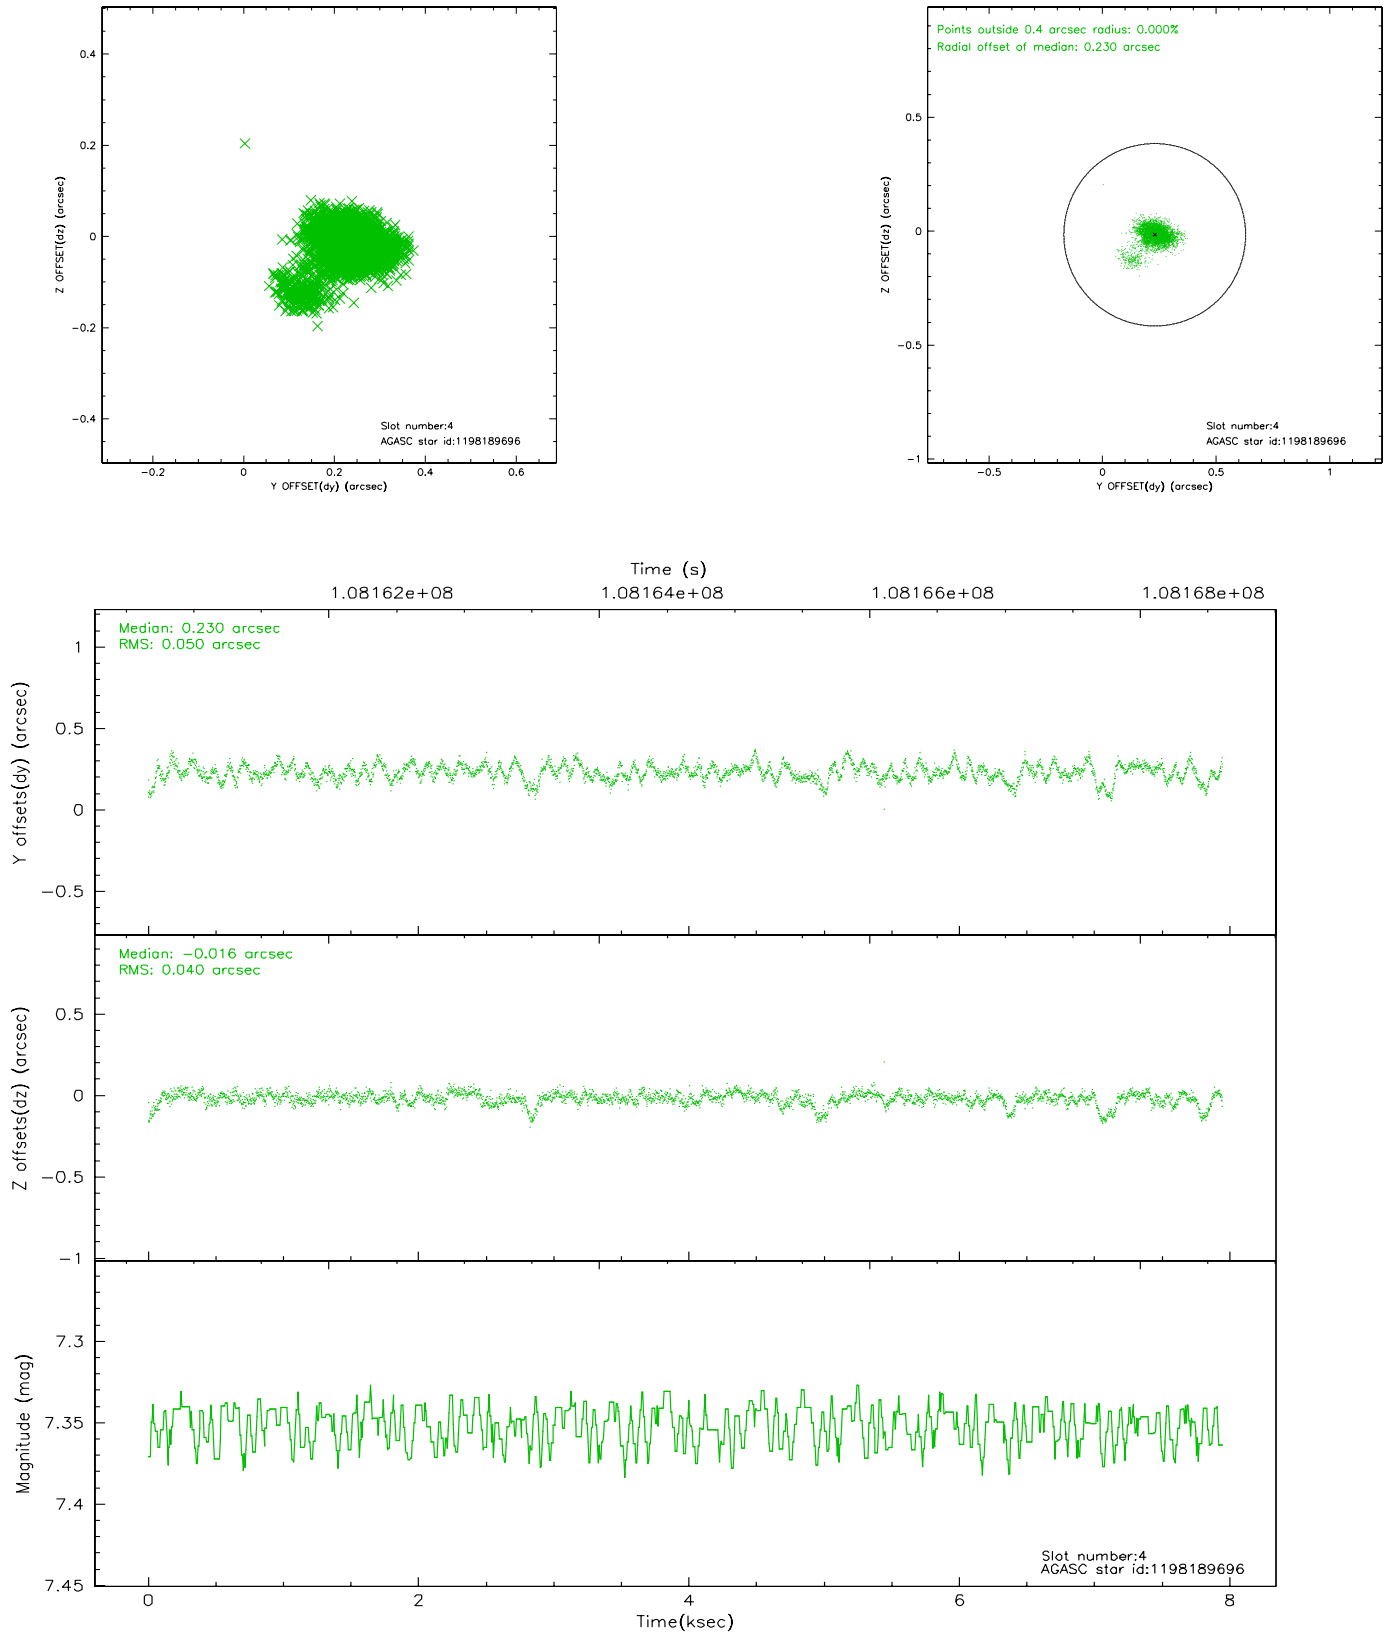 0.4
0.2
0
−0.2
−0.4
Z OFFSET(dz) (arcsec)
Slot number:4
AGASC star id:1198189696
−0.2 0 0.2 0.4 0.6
Y OFFSET(dy) (arcsec)
Points outside 0.4 arcsec radius: 0.000%
Radial offset of median: 0.230 arcsec
0.5
0
−0.5
−1
Z OFFSET(dz) (arcsec)
Slot number:4
AGASC star id:1198189696
−0.5 0 0.5 1
Y OFFSET(dy) (arcsec)
Time (s)
1.08162e+08 1.08164e+08 1.08166e+08 1.08168e+08
Median: 0.230 arcsec
RMS: 0.050 arcsec
1
0.5
0
−0.5
Y offsets(dy) (arcsec)
Median: −0.016 arcsec
RMS: 0.040 arcsec
0.5
0
−0.5
−1
Z offsets(dz) (arcsec)
7.3
7.35
7.4
7.45
Magnitude (mag)
Slot number:4
AGASC star id:1198189696
0 2 4 6 8
Time(ksec)